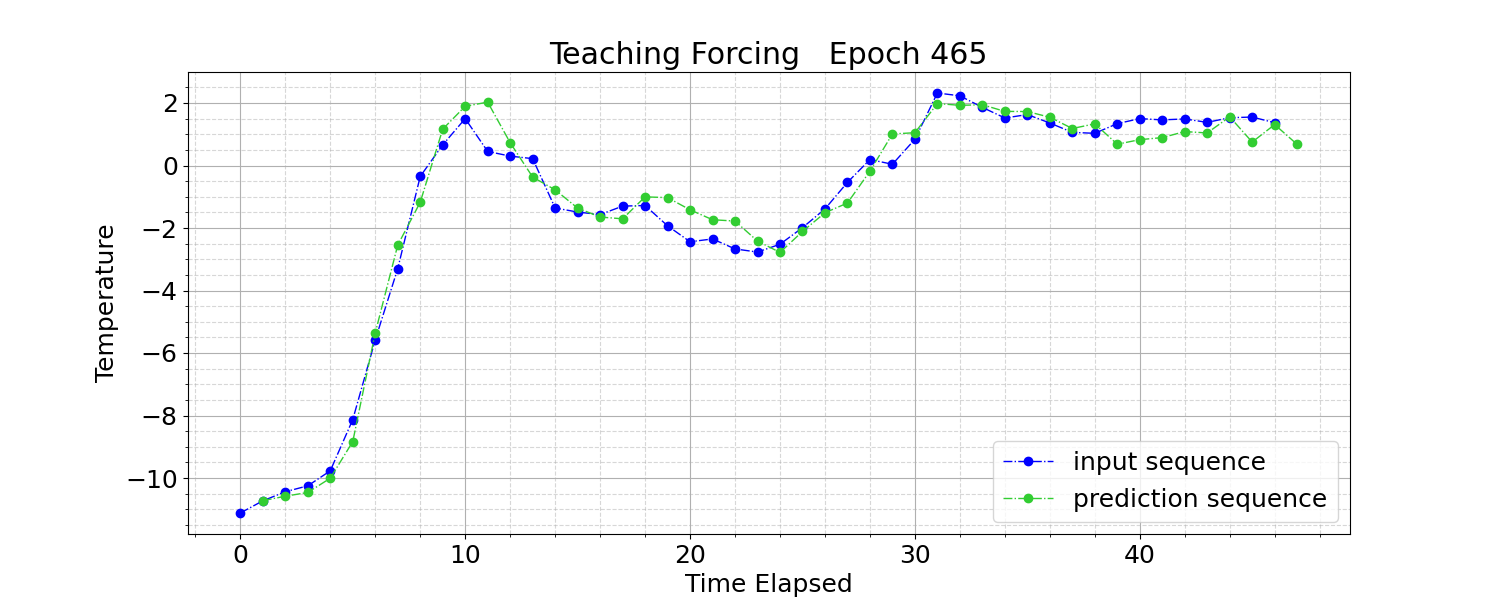 Teaching Forcing   Epoch 465
Temperature
2
0
−2
−4
−6
−8
−10
input sequence
prediction sequence
0 10 20 30 40
Time Elapsed